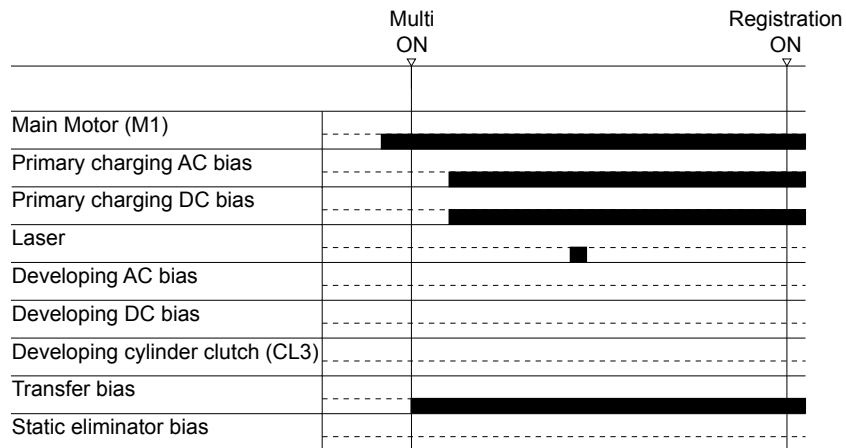 Multi
ON
Registration
ON
Main Motor (M1)
Primary charging AC bias
Primary charging DC bias
Laser
Developing AC bias
Developing DC bias
Developing cylinder clutch (CL3)
Transfer bias
Static eliminator bias